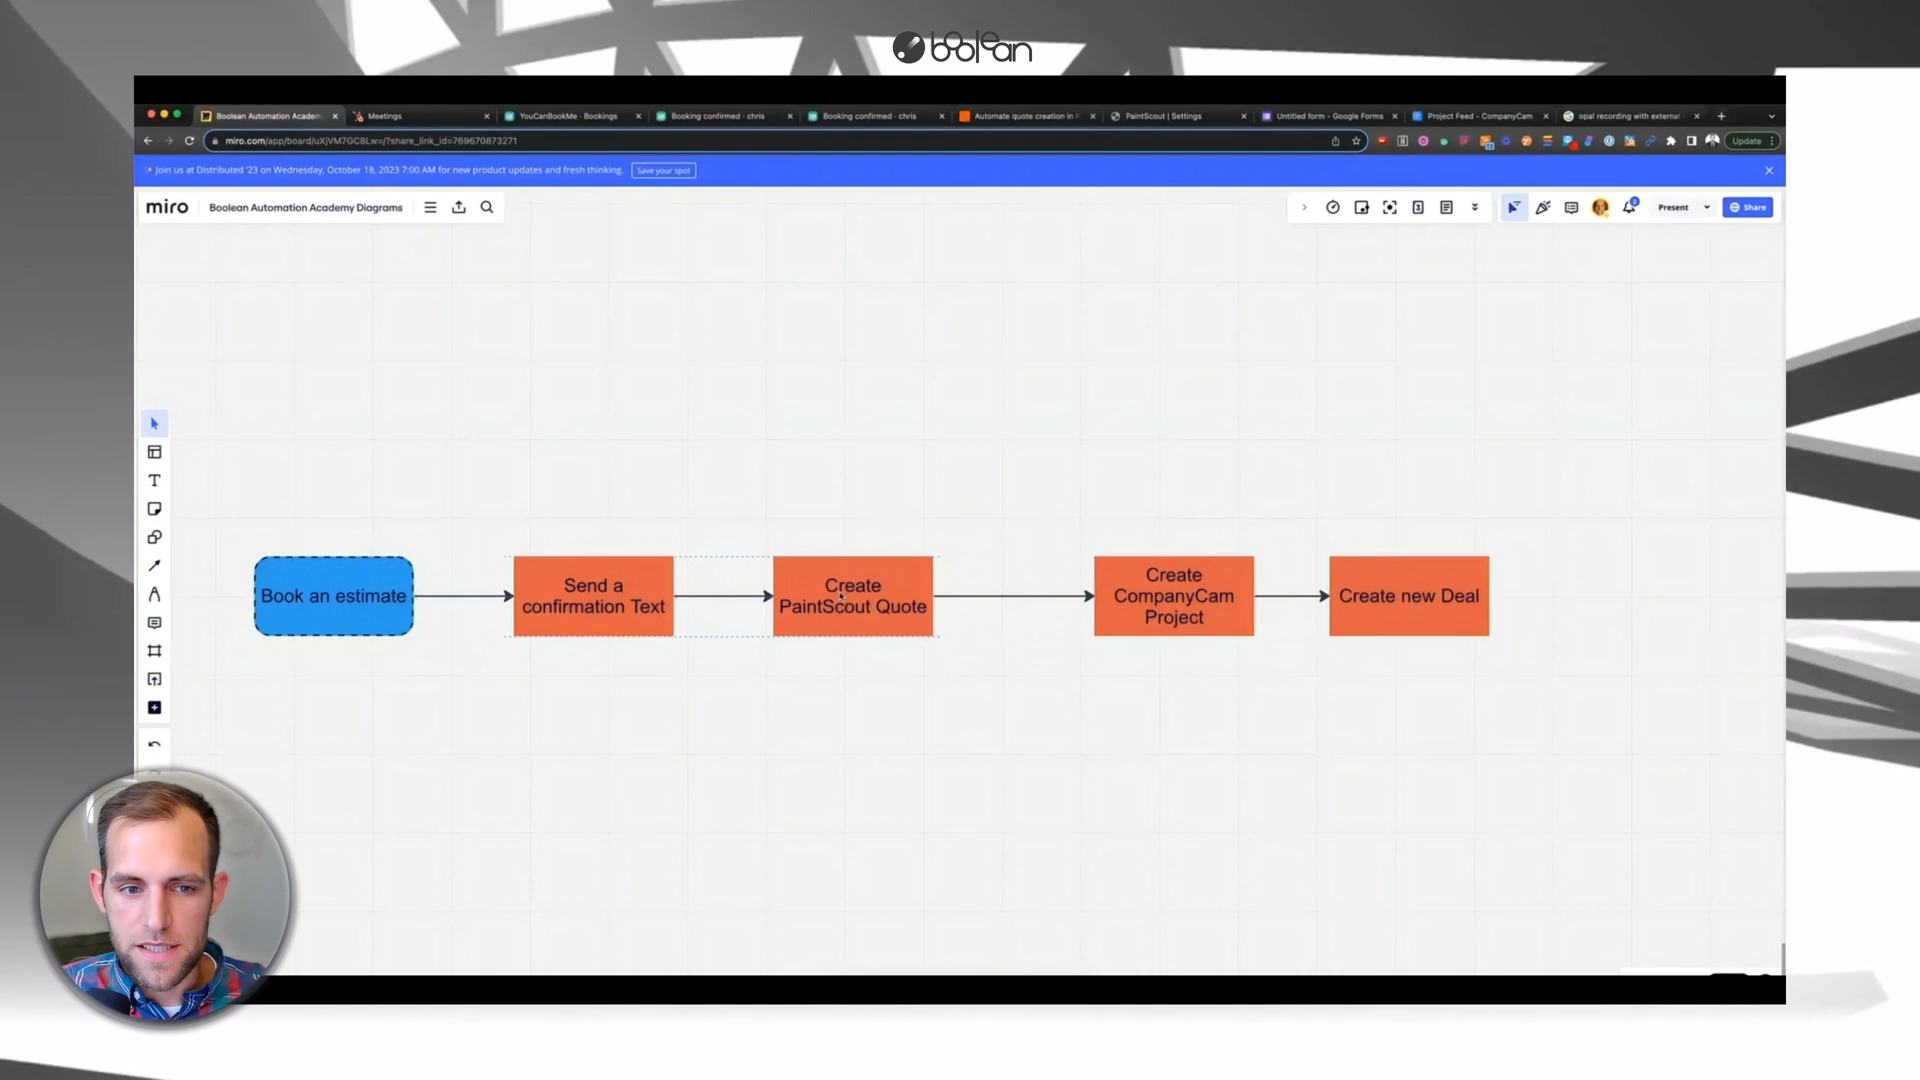 boolean
Boolean Automation Academ
Meetings
YouCanBookMe - Bookings
Booking confirmed - chris
Booking confirmed - chris
Automate quote creation in P
PaintScout | Settings
Untitled form - Google Forms
Project Feed - CompanyCam
opal recording with external
miro.com/app/board/uXjVM7GC8Lw=/?share_link_id=769670873271
Update
Join us at Distributed '23 on Wednesday, October 18, 2023 7:00 AM for new product updates and fresh thinking.
Save your spot
miro
Boolean Automation Academy Diagrams
3
Present
Share
Book an estimate
Send a
confirmation Text
Create
PaintScout Quote
Create
CompanyCam
Project
Create new Deal